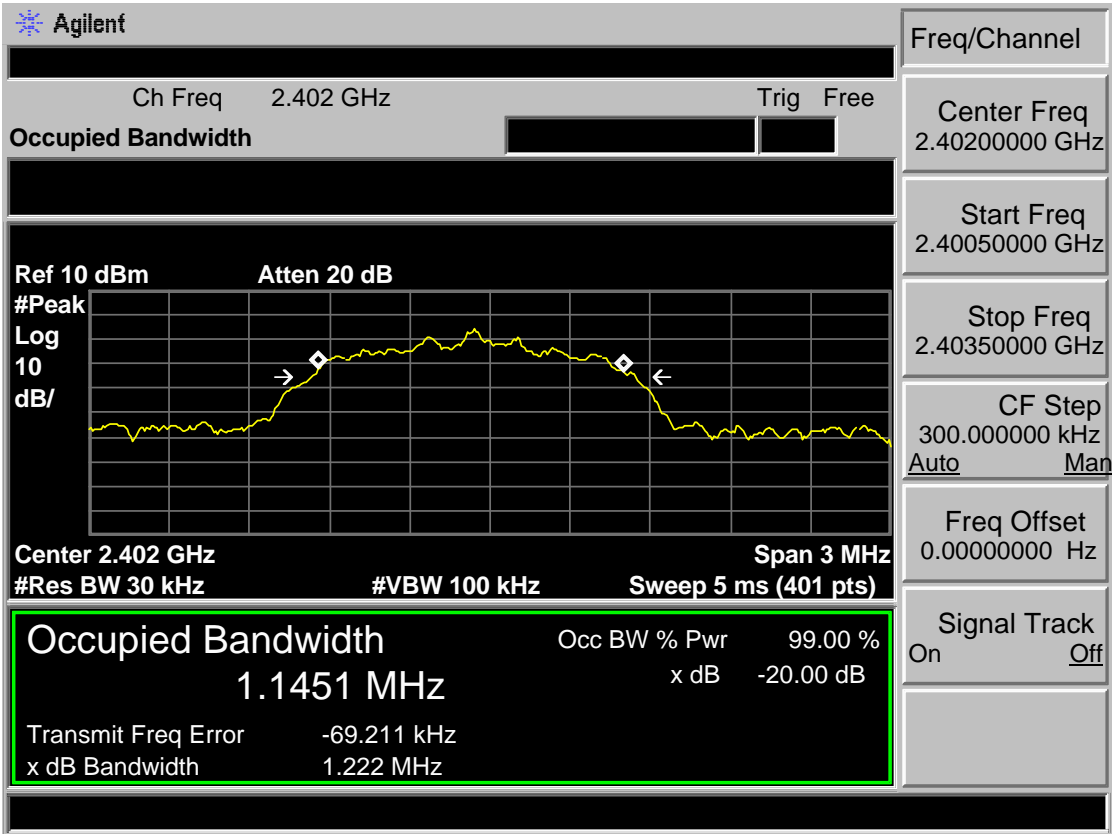 Agilent
Freq/Channel
Ch Freq 2.402 GHz Trig Free
Occupied Bandwidth
Center Freq
2.40200000 GHz
Start Freq
2.40050000 GHz
Stop Freq
2.40350000 GHz
CF Step
300.000000 kHz
Auto Man
Freq Offset
0.00000000 Hz
Signal Track
On Off
Ref 10 dBm Atten 20 dB
#Peak
Log
10
dB/
Center 2.402 GHz Span 3 MHz
#Res BW 30 kHz #VBW 100 kHz Sweep 5 ms (401 pts)
Occupied Bandwidth Occ BW % Pwr 99.00 %
1.1451 MHz x dB -20.00 dB
Transmit Freq Error -69.211 kHz
x dB Bandwidth 1.222 MHz